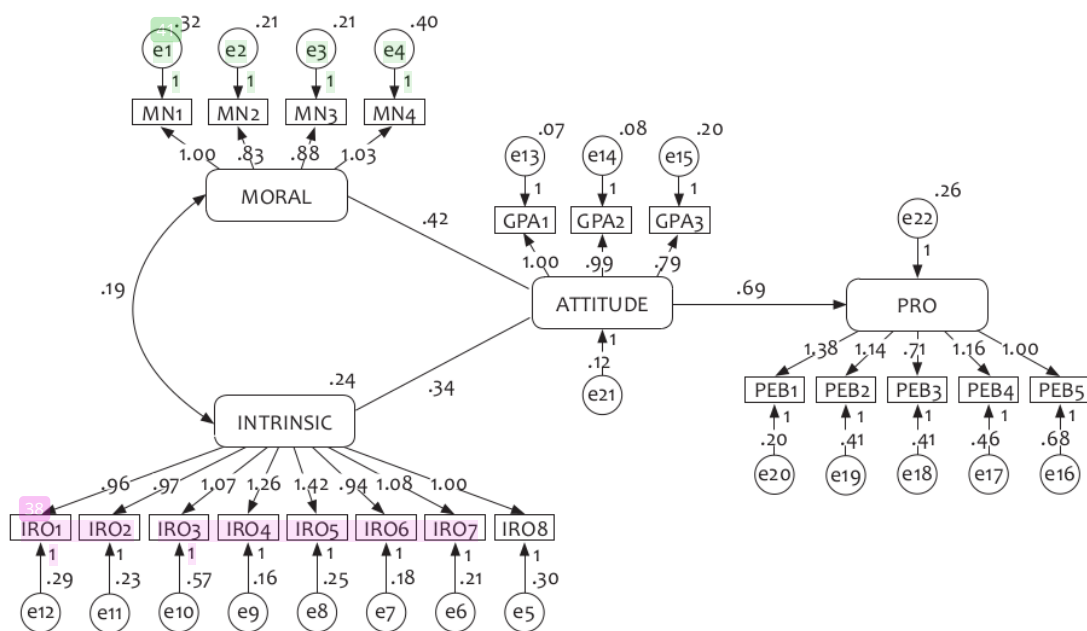 41 .32 .21 .21 .40
e1 e2 e3 e4
1 1 1 1
MN1 MN2 MN3 MN4
1.00 .83 .88 1.03
MORAL
.07 .08 .20
e13 e14 e15
1 1 1
GPA1 GPA2 GPA3
1.00 .99 .79
.26
e22
1
.42
.19
ATTITUDE
.69
PRO
1
.12
e21
.34
.24
INTRINSIC
1.38 1.14 .71 1.16 1.00
PEB1 PEB2 PEB3 PEB4 PEB5
1 1 1 1 1
.20 .41 .41 .46 .68
e20 e19 e18 e17 e16
.96 .97 1.07 1.26 1.42 .94 1.08 1.00
38
IRO1 IRO2 IRO3 IRO4 IRO5 IRO6 IRO7 IRO8
1 1 1 1 1 1 1 1
.29 .23 .57 .16 .25 .18 .21 .30
e12 e11 e10 e9 e8 e7 e6 e5